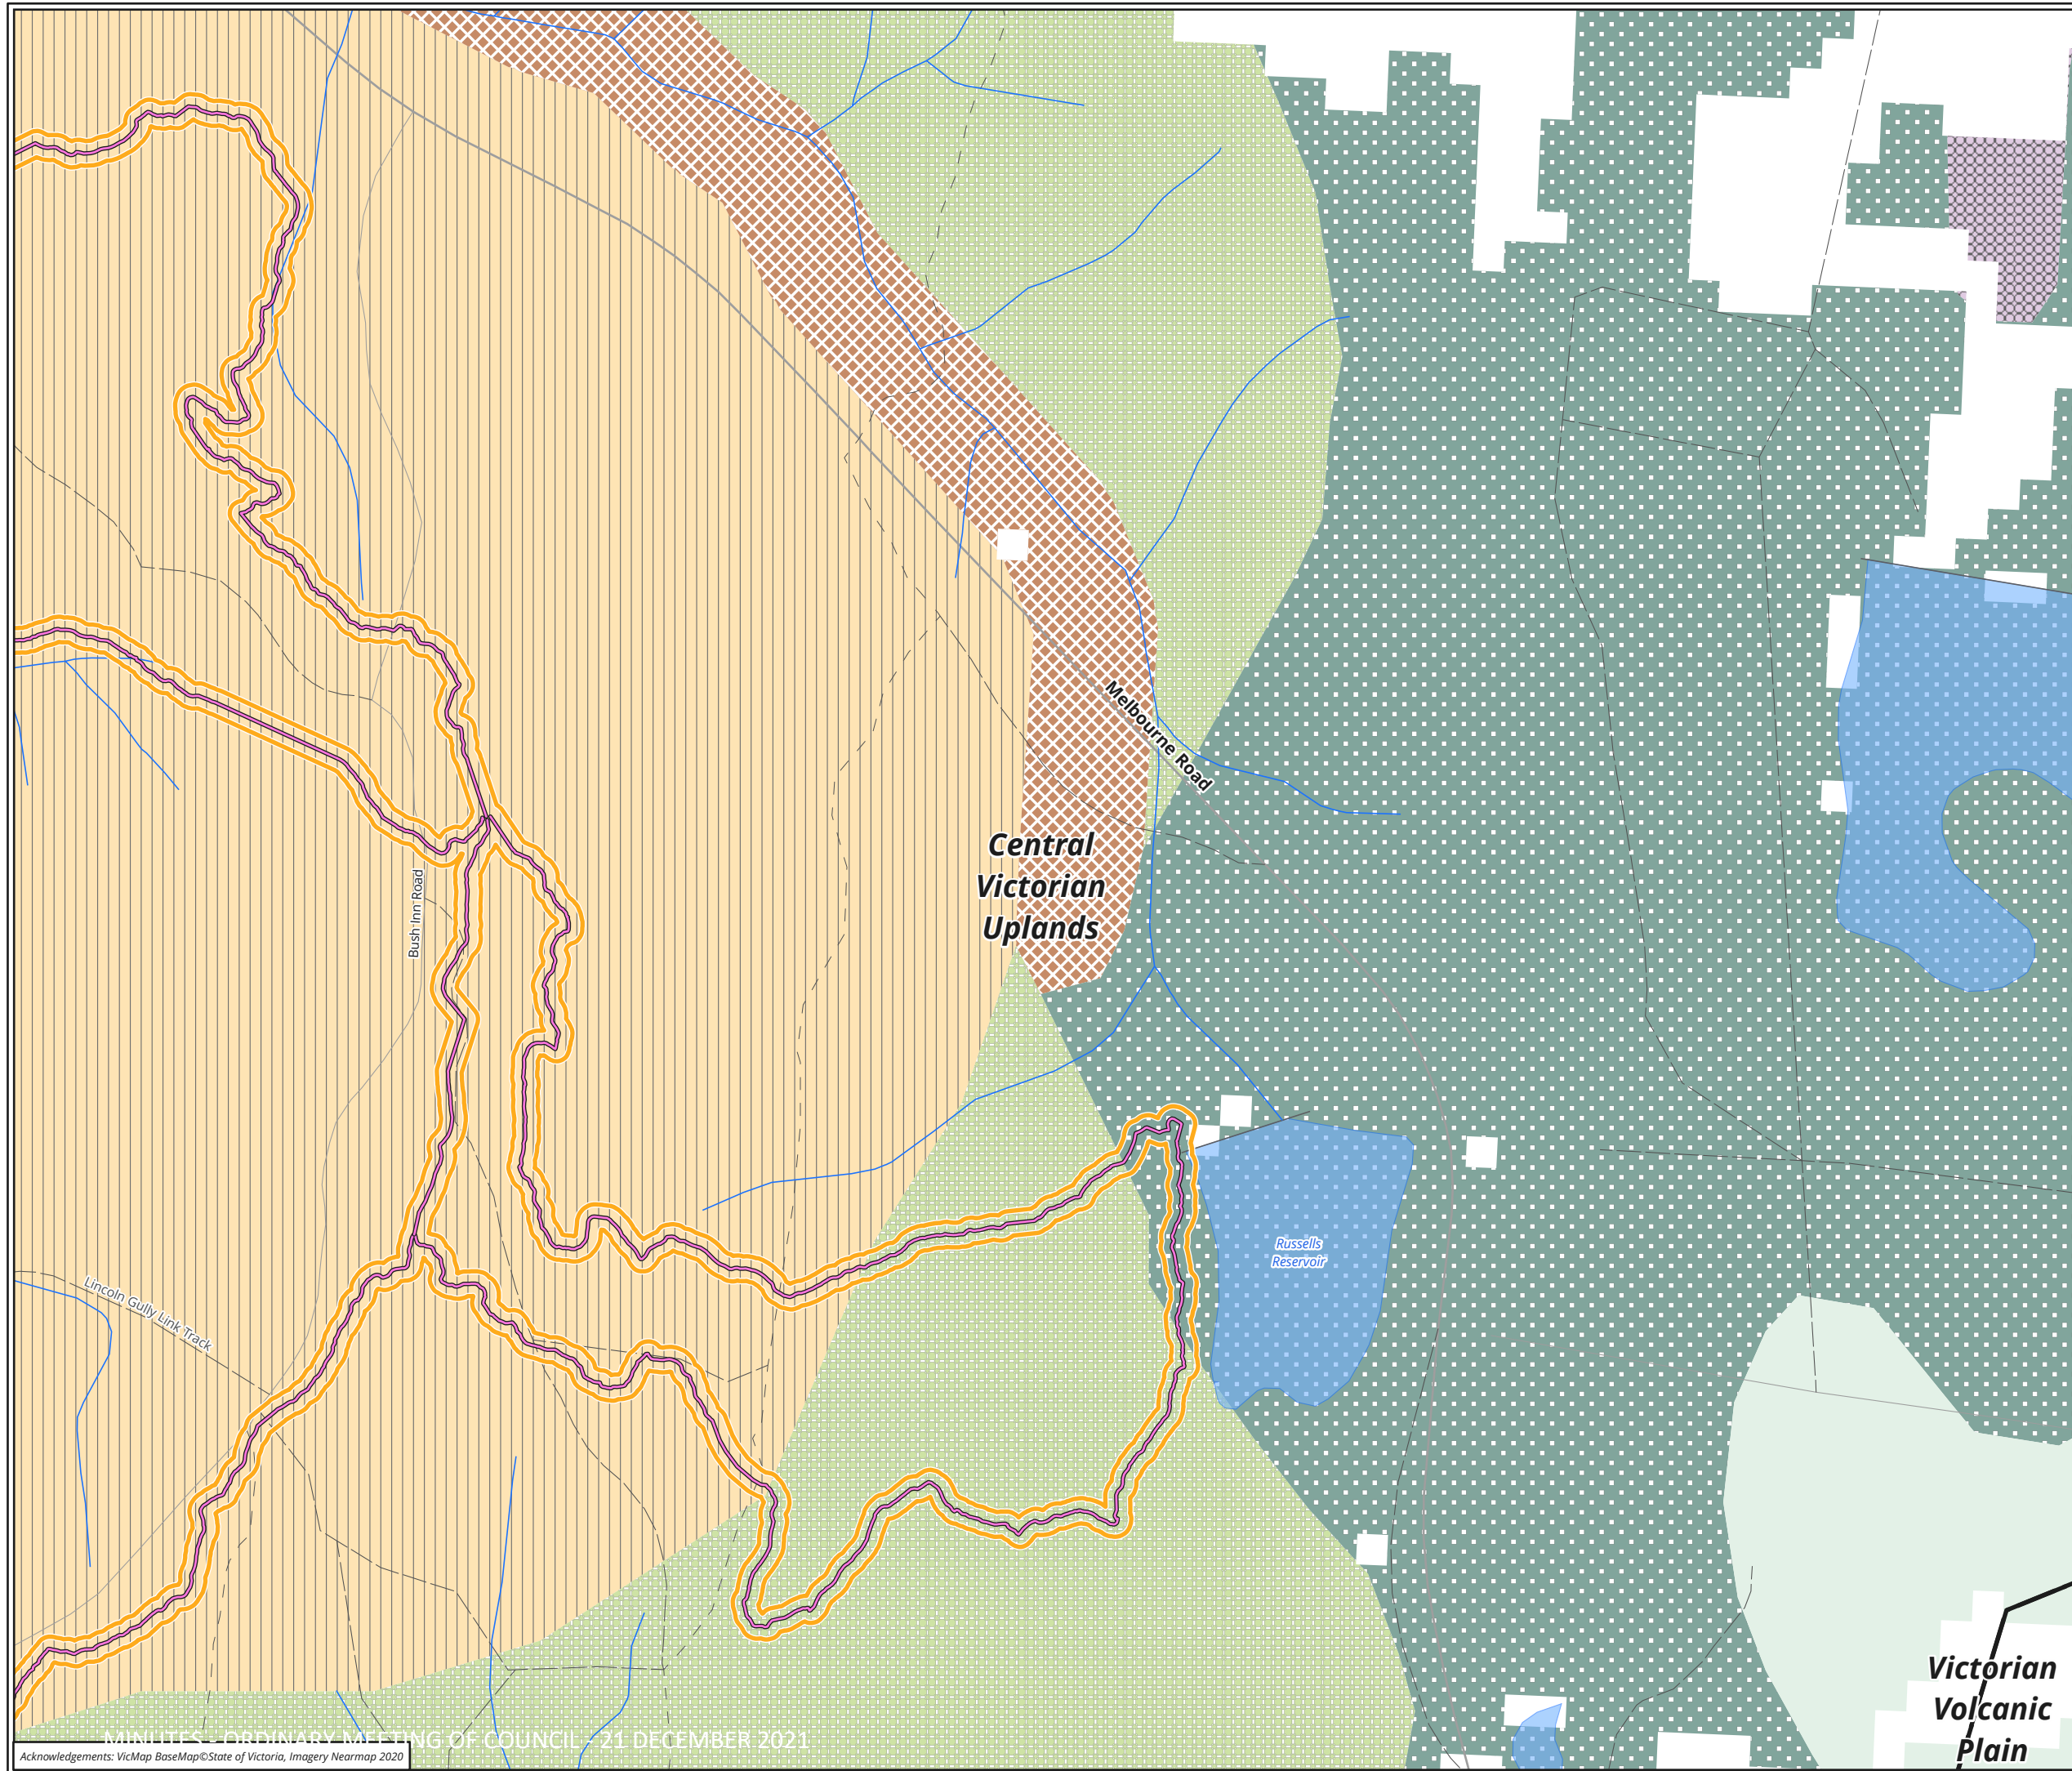 Melbourne Road
Central
Victorian
Uplands
Bush Inn Road
Russells
Reservoir
Lincoln Gully Link Track
Victorian
Volcanic
Plain
MINUTES - ORDINARY MEETING OF COUNCIL - 21 DECEMBER 2021
Acknowledgements: VicMap BaseMap©State of Victoria, Imagery Nearmap 2020